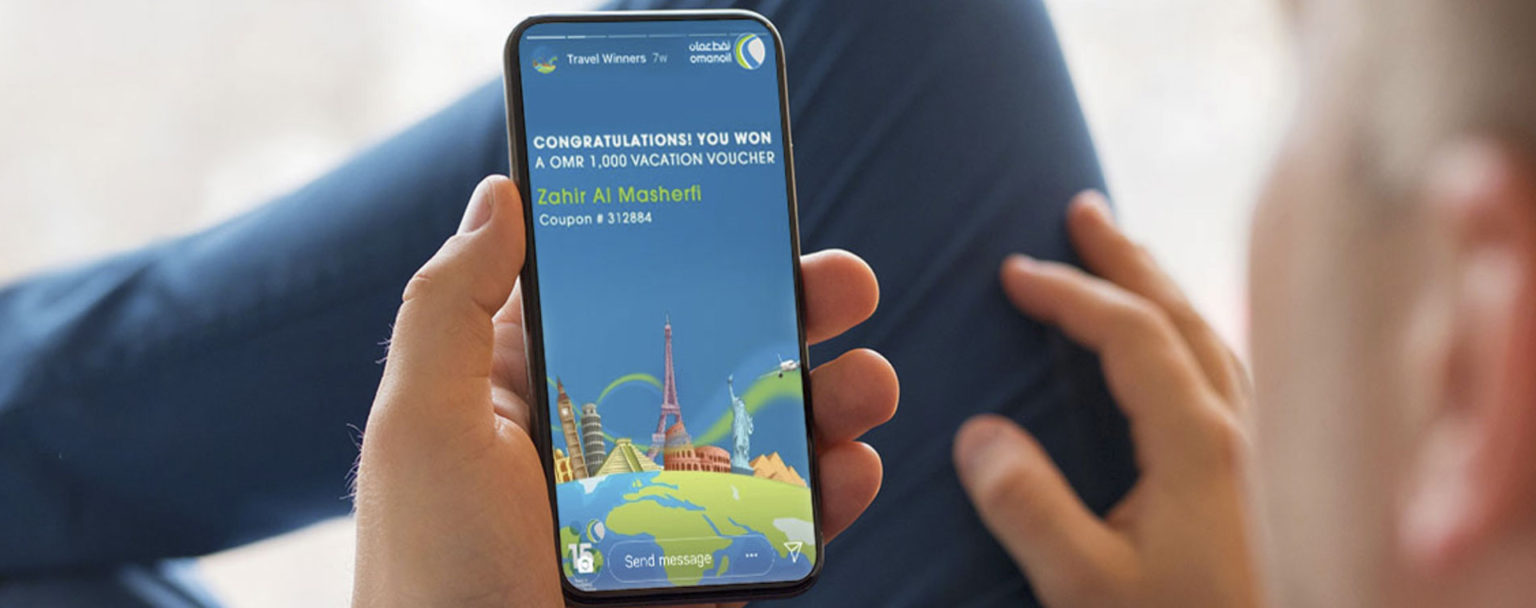 Travel Winners 7w
نفط عمان
omanoil
CONGRATULATIONS! YOU WON
A OMR 1,000 VACATION VOUCHER
Zahir Al Masherfi
Coupon # 312884
15
Send message